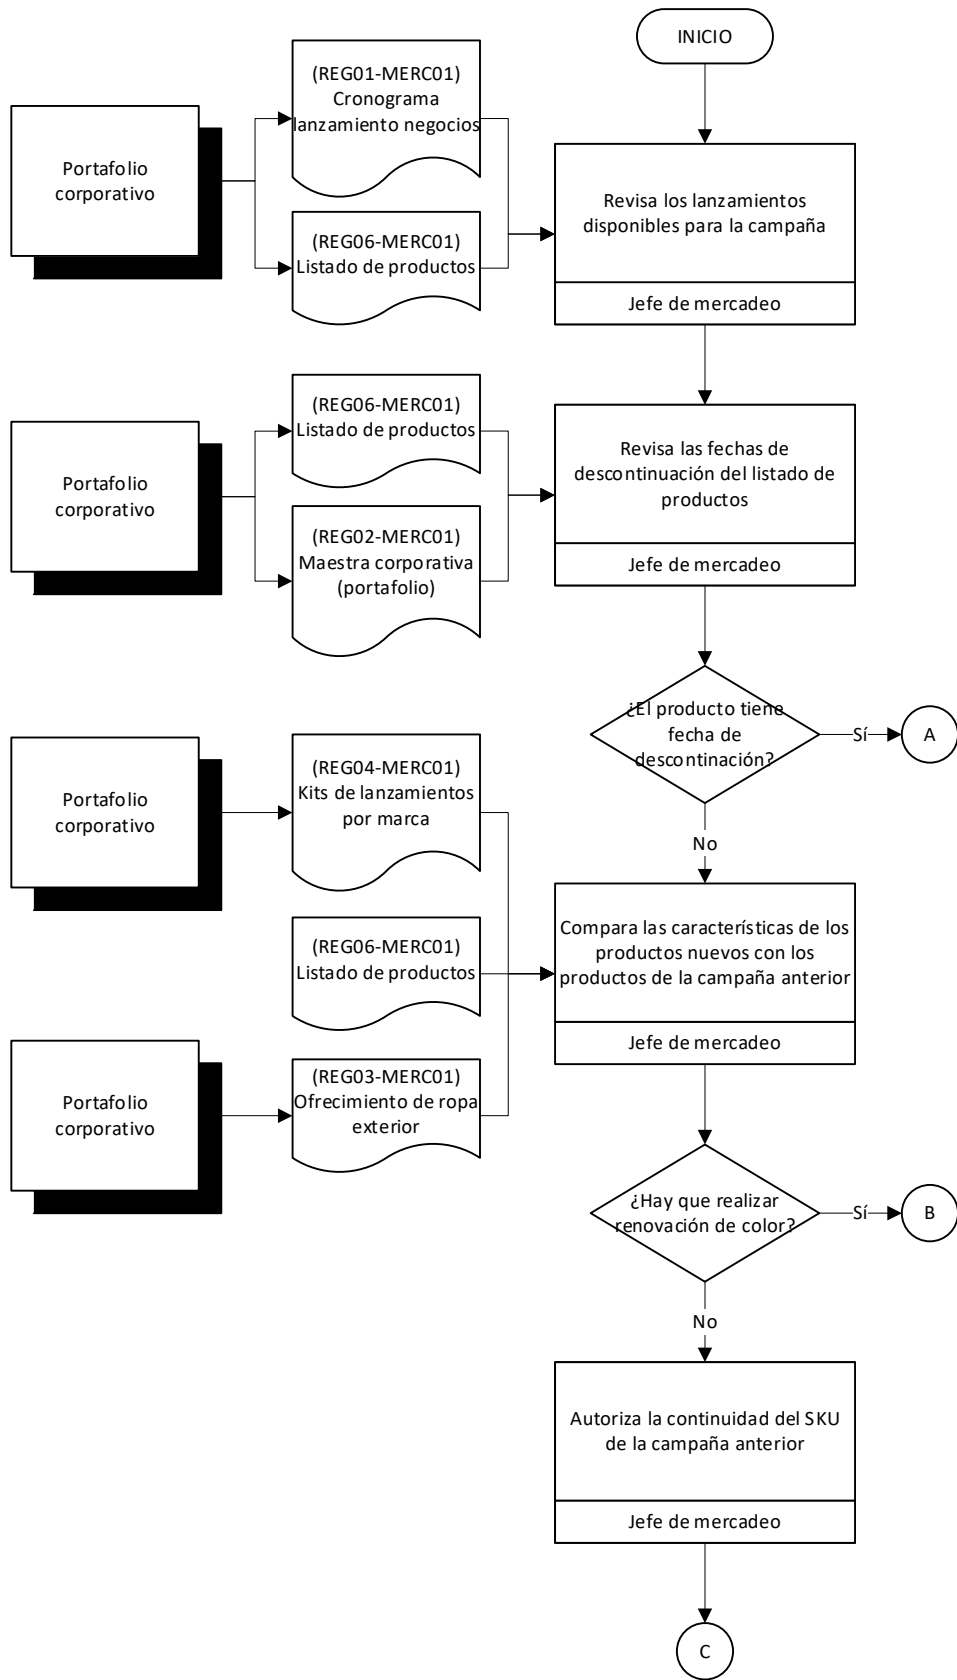 INICIO
(REG01-MERC01)
Cronograma
lanzamiento negocios
Portafolio
corporativo
Revisa los lanzamientos
disponibles para la campaña
(REG06-MERC01)
Listado de productos
Jefe de mercadeo
(REG06-MERC01)
Listado de productos
Portafolio
corporativo
Revisa las fechas de
descontinuación del listado de
productos
(REG02-MERC01)
Maestra corporativa
(portafolio)
Jefe de mercadeo
¿El producto tiene
fecha de
descontinación?
Sí
A
No
Portafolio
corporativo
(REG04-MERC01)
Kits de lanzamientos
por marca
Compara las características de los
productos nuevos con los
productos de la campaña anterior
(REG06-MERC01)
Listado de productos
Jefe de mercadeo
Portafolio
corporativo
(REG03-MERC01)
Ofrecimiento de ropa
exterior
¿Hay que realizar
renovación de color?
Sí
B
No
Autoriza la continuidad del SKU
de la campaña anterior
Jefe de mercadeo
C